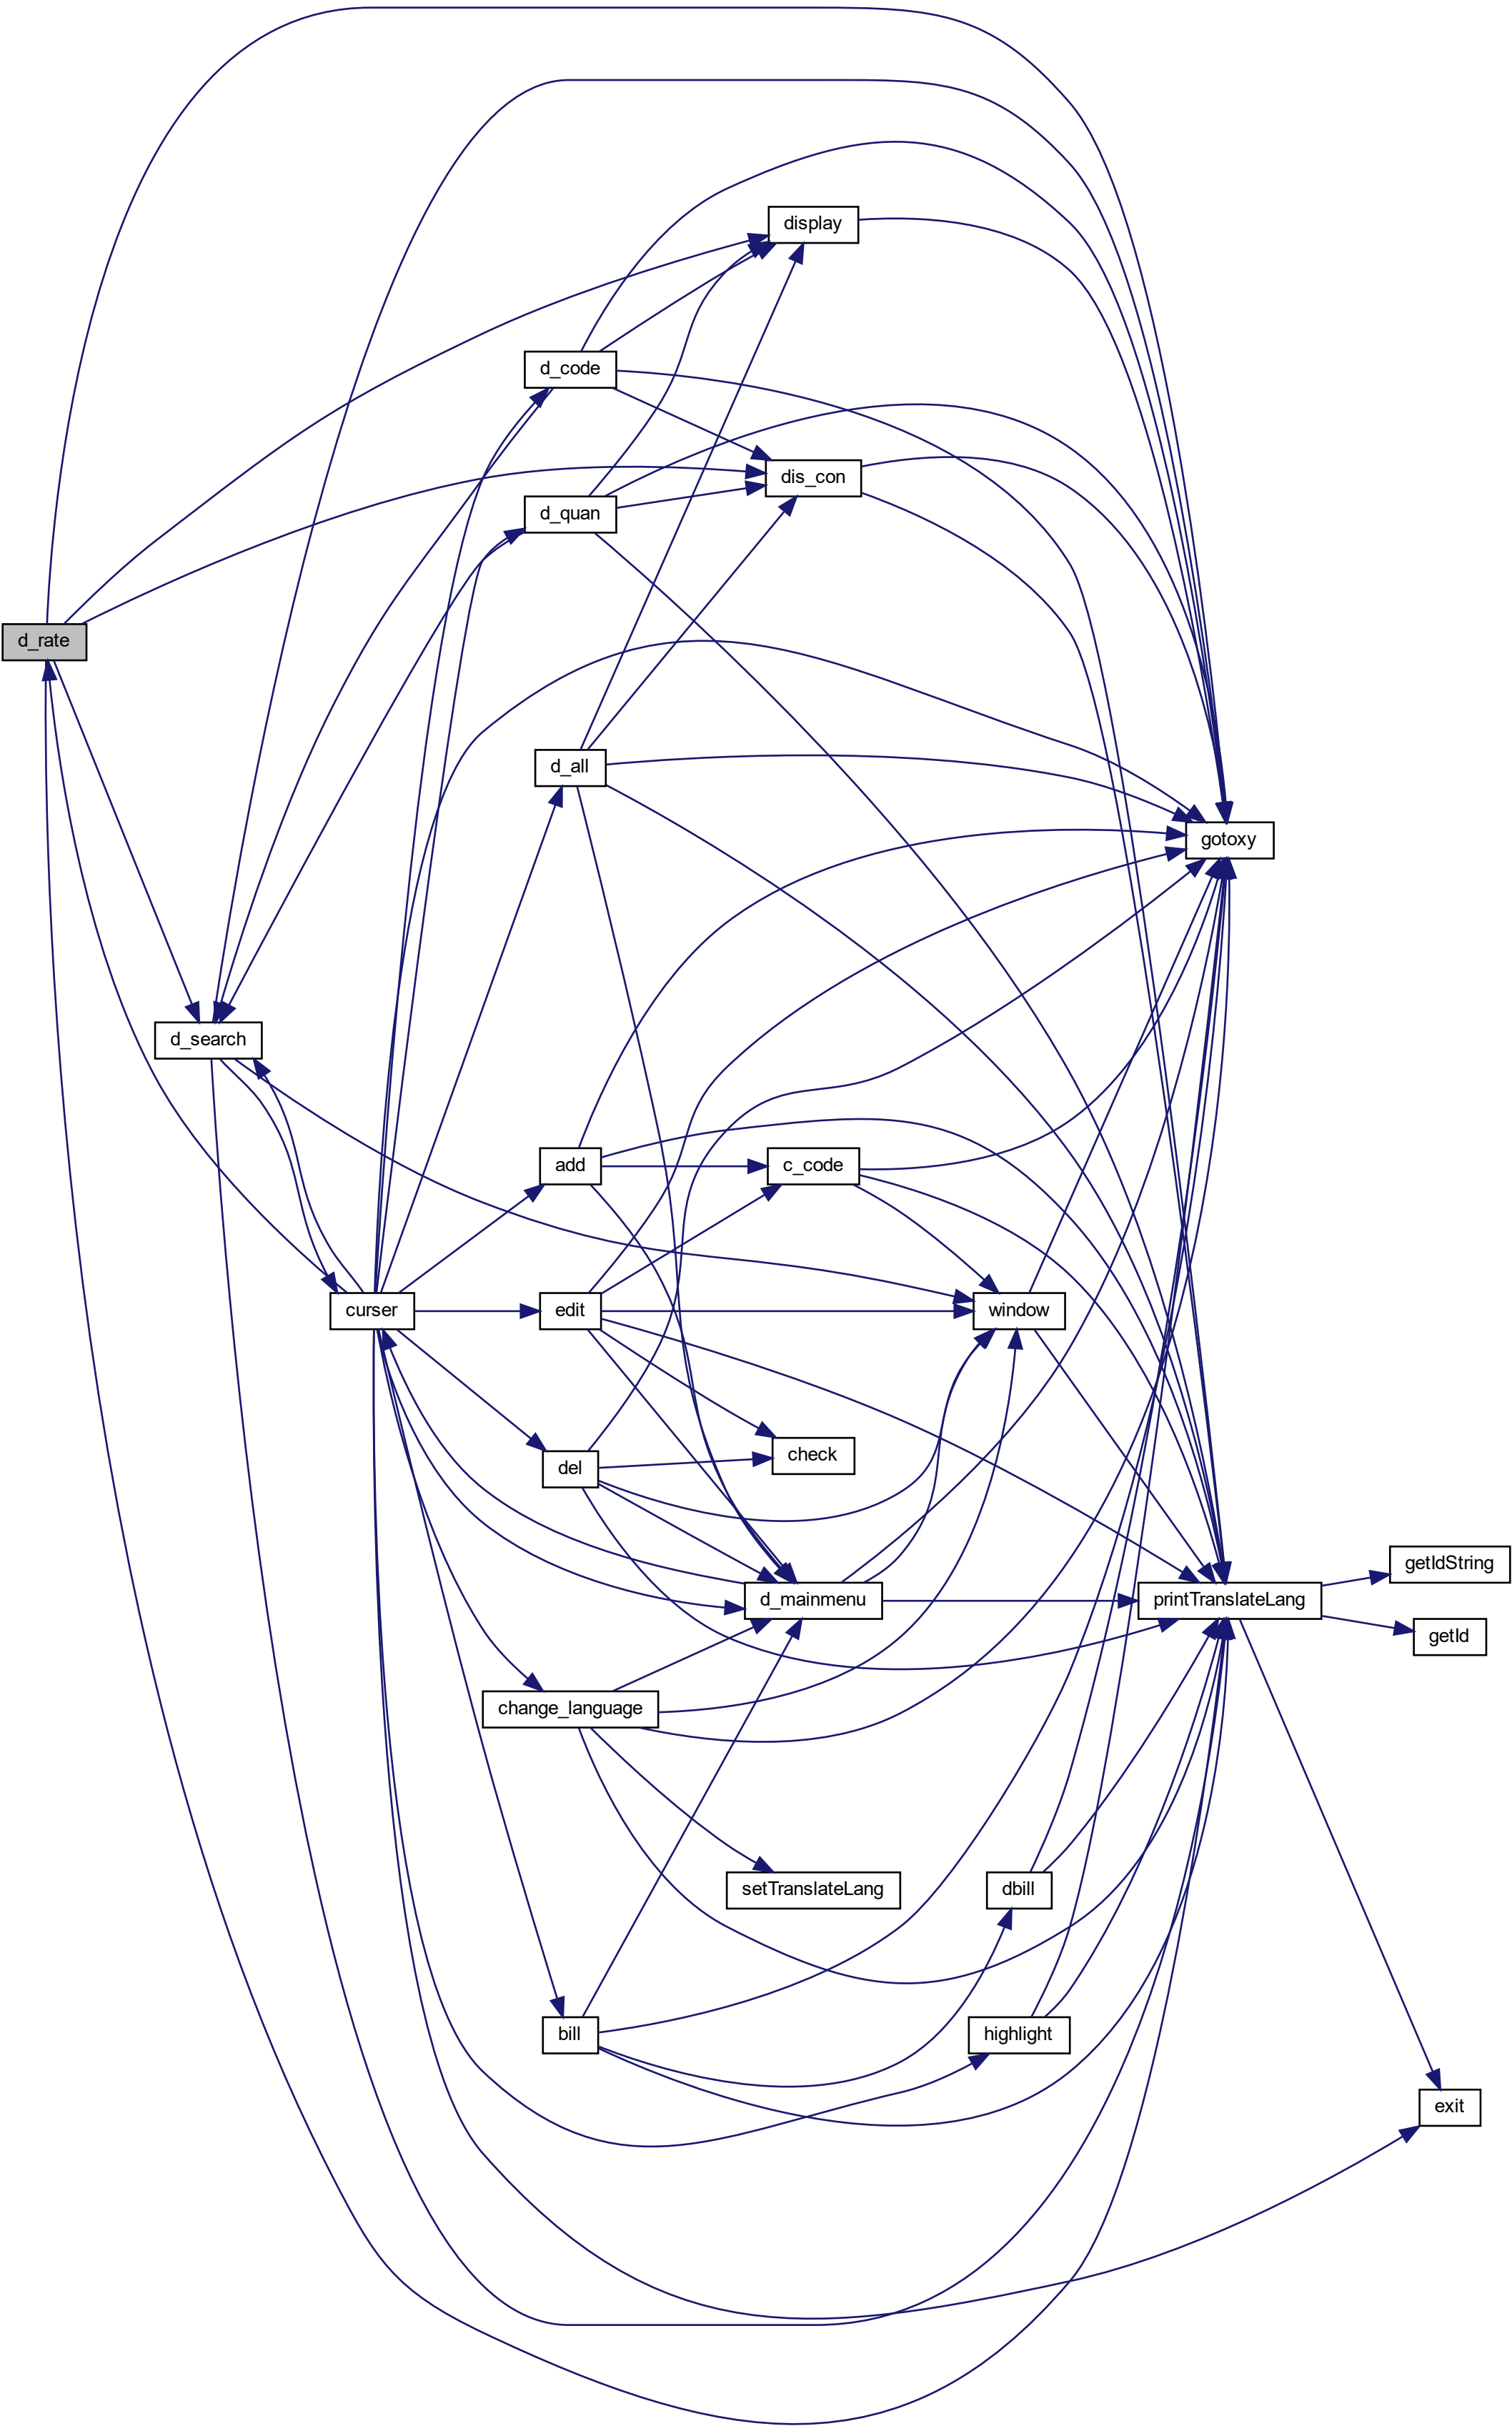 display
d_code
dis_con
d_quan
d_rate
d_all
gotoxy
d_search
add
c_code
curser
edit
window
check
del
getIdString
d_mainmenu
printTranslateLang
getId
change_language
setTranslateLang
dbill
bill
highlight
exit